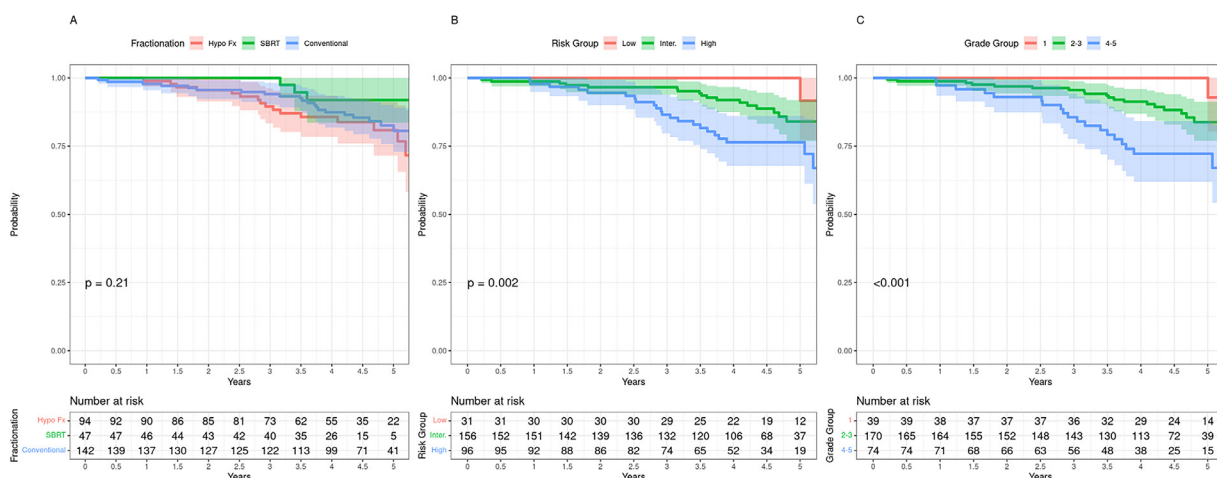 A
Fractionation Hypo Fx SBRT Conventional
1.00
0.75
0.50
0.25
0.00
Probability
p = 0.21
0 0.5 1 1.5 2 2.5 3 3.5 4 4.5 5
Years
Number at risk
Fractionation
Hypo Fx 94 92 90 86 85 81 73 62 55 35 22
SBRT 47 47 46 44 43 42 40 35 26 15 5
Conventional 142 139 137 130 127 125 122 113 99 71 41
0 0.5 1 1.5 2 2.5 3 3.5 4 4.5 5
Years
B
Risk Group Low Inter. High
1.00
0.75
0.50
0.25
0.00
Probability
p = 0.002
0 0.5 1 1.5 2 2.5 3 3.5 4 4.5 5
Years
Number at risk
Risk Group
Low 31 31 30 30 30 30 29 25 22 19 12
Inter. 156 152 151 142 139 136 132 120 106 68 37
High 96 95 92 88 86 82 74 65 52 34 19
0 0.5 1 1.5 2 2.5 3 3.5 4 4.5 5
Years
C
Grade Group 1 2-3 4-5
1.00
0.75
0.50
0.25
0.00
Probability
<0.001
0 0.5 1 1.5 2 2.5 3 3.5 4 4.5 5
Years
Number at risk
Grade Group
1 39 39 38 37 37 37 36 32 29 24 14
2-3 170 165 164 155 152 148 143 130 113 72 39
4-5 74 74 71 68 66 63 56 48 38 25 15
0 0.5 1 1.5 2 2.5 3 3.5 4 4.5 5
Years